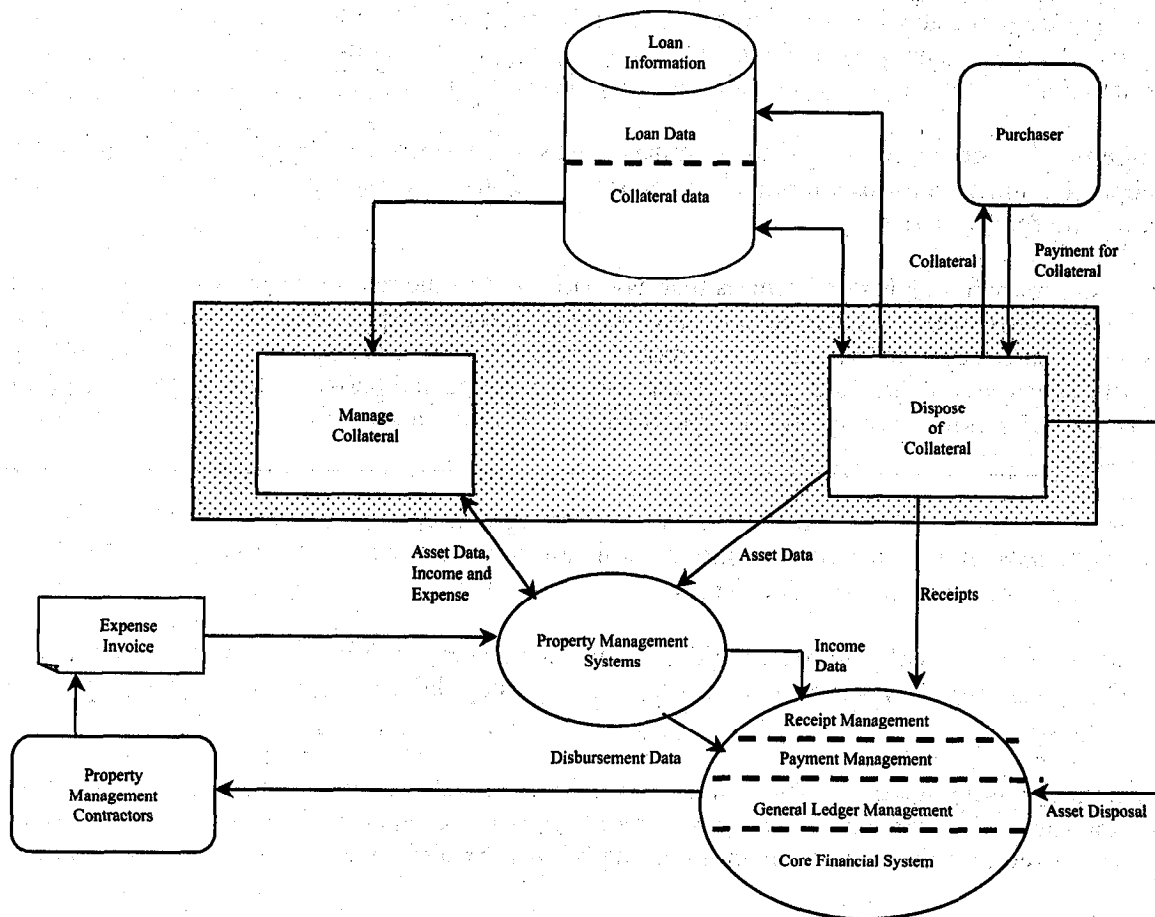 Loan
Information
Loan Data
Collateral data
Purchaser
Collateral
Payment for
Collateral
Manage
Collateral
Dispose
of
Collateral
Asset Data,
Income and
Expense
Asset Data
Receipts
Expense
Invoice
Property Management
Systems
Income
Data
Receipt Management
Payment Management
General Ledger Management
Core Financial System
Disbursement Data
Property
Management
Contractors
Asset Disposal